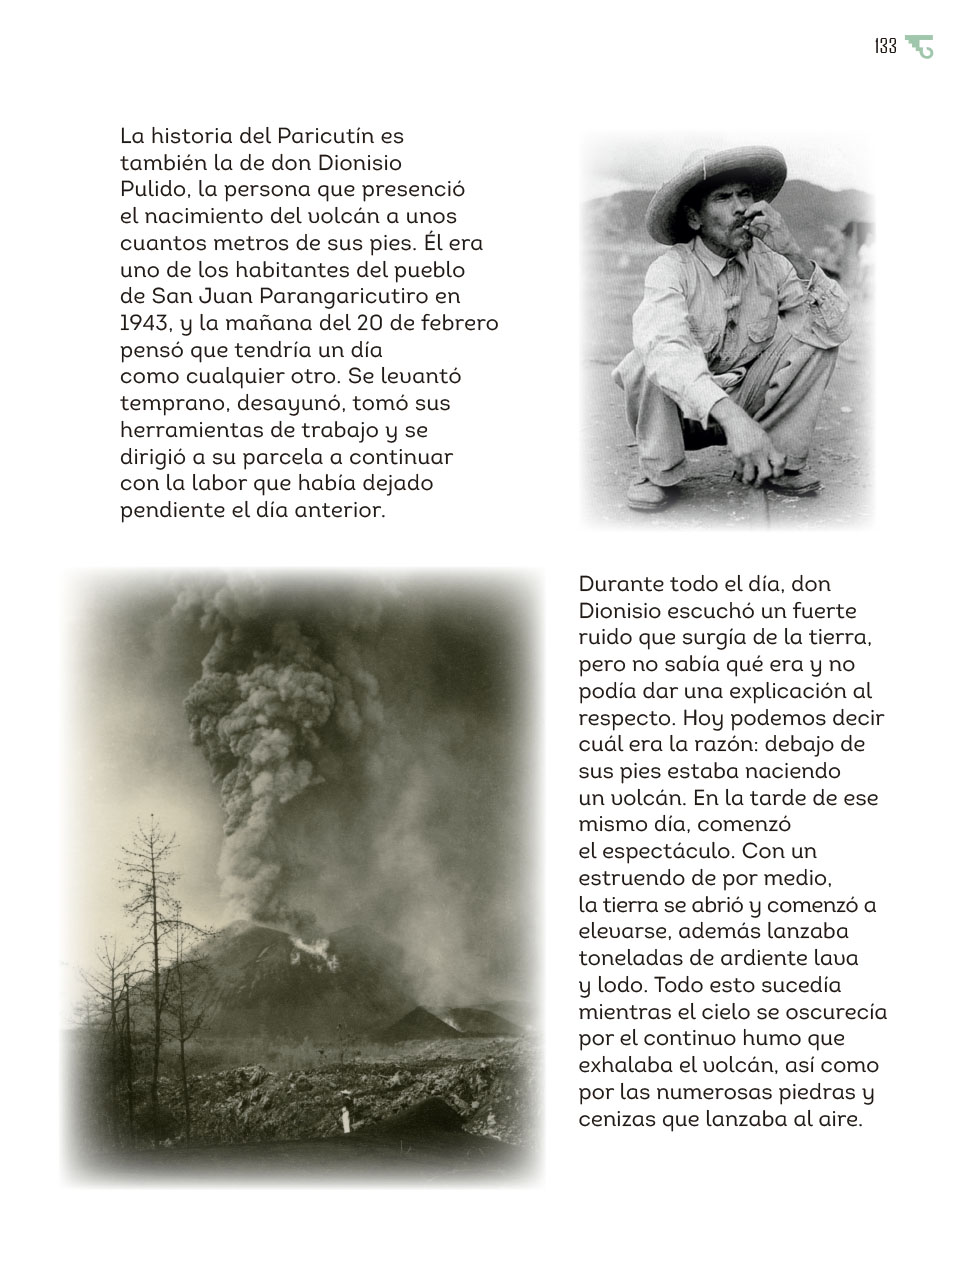 133
La historia del Paricutín es
también la de don Dionisio
Pulido, la persona que presenció
el nacimiento del volcán a unos
cuantos metros de sus pies. Él era
uno de los habitantes del pueblo
de San Juan Parangaricutiro en
1943, y la mañana del 20 de febrero
pensó que tendría un día
como cualquier otro. Se levantó
temprano, desayunó, tomó sus
herramientas de trabajo y se
dirigió a su parcela a continuar
con la labor que había dejado
pendiente el día anterior.
Durante todo el día, don
Dionisio escuchó un fuerte
ruido que surgía de la tierra,
pero no sabía qué era y no
podía dar una explicación al
respecto. Hoy podemos decir
cuál era la razón: debajo de
sus pies estaba naciendo
un volcán. En la tarde de ese
mismo día, comenzó
el espectáculo. Con un
estruendo de por medio,
la tierra se abrió y comenzó a
elevarse, además lanzaba
toneladas de ardiente lava
y lodo. Todo esto sucedía
mientras el cielo se oscurecía
por el continuo humo que
exhalaba el volcán, así como
por las numerosas piedras y
cenizas que lanzaba al aire.